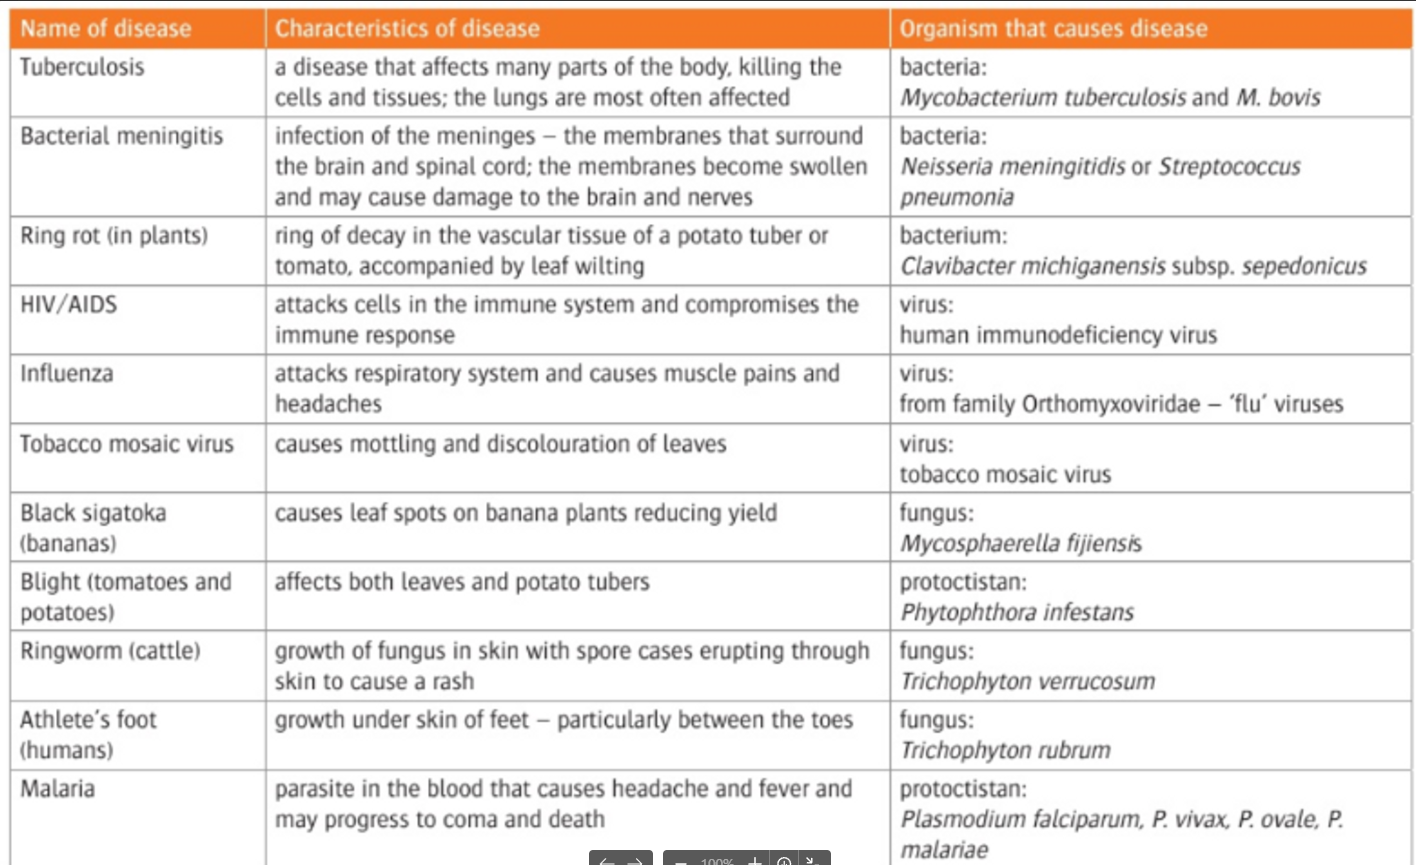 Name of disease
Characteristics of disease
Organism that causes disease
Tuberculosis
a disease that affects many parts of the body, killing the
cells and tissues; the lungs are most often affected
bacteria:
Mycobacterium tuberculosis and M. bovis
Bacterial meningitis
infection of the meninges – the membranes that surround
the brain and spinal cord; the membranes become swollen
and may cause damage to the brain and nerves
bacteria:
Neisseria meningitidis or Streptococcus
pneumonia
Ring rot (in plants)
ring of decay in the vascular tissue of a potato tuber or
tomato, accompanied by leaf wilting
bacterium:
Clavibacter michiganensis subsp. sepedonicus
HIV/AIDS
attacks cells in the immune system and compromises the
immune response
virus:
human immunodeficiency virus
Influenza
attacks respiratory system and causes muscle pains and
headaches
virus:
from family Orthomyxoviridae – ‘flu’ viruses
Tobacco mosaic virus
causes mottling and discolouration of leaves
virus:
tobacco mosaic virus
Black sigatoka
(bananas)
causes leaf spots on banana plants reducing yield
fungus:
Mycosphaerella fijiensis
Blight (tomatoes and
potatoes)
affects both leaves and potato tubers
protoctistan:
Phytophthora infestans
Ringworm (cattle)
growth of fungus in skin with spore cases erupting through
skin to cause a rash
fungus:
Trichophyton verrucosum
Athlete’s foot
(humans)
growth under skin of feet – particularly between the toes
fungus:
Trichophyton rubrum
Malaria
parasite in the blood that causes headache and fever and
may progress to coma and death
protoctistan:
Plasmodium falciparum, P. vivax, P. ovale, P.
malariae
100%